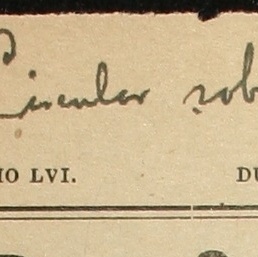 Circular rob
IO LVI. DU